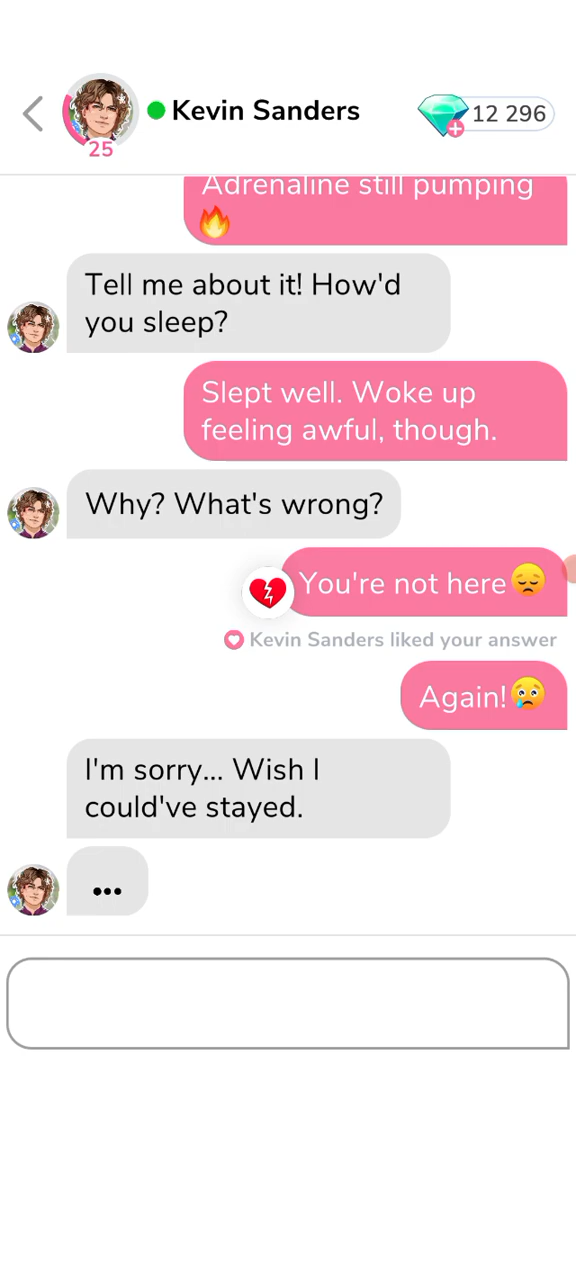 Kevin Sanders
12 296
25
Adrenaline still pumping
🔥
Tell me about it! How'd
you sleep?
Slept well. Woke up
feeling awful, though.
Why? What's wrong?
You're not here😞
Kevin Sanders liked your answer
Again!😢
I'm sorry... Wish I
could've stayed.
...